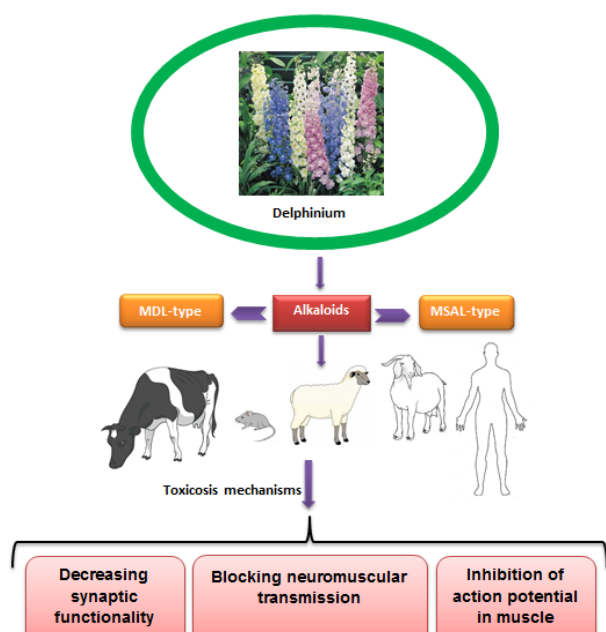 Delphinium
MDL-type
Alkaloids
MSAL-type
Toxicosis mechanisms
Decreasing
synaptic
functionality
Blocking neuromuscular
transmission
Inhibition of
action potential
in muscle